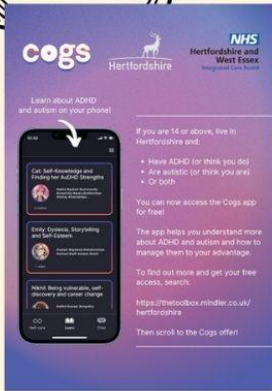 cogs
Hertfordshire
NHS
Hertfordshire and
West Essex
Integrated Care Board
Learn about ADHD
and autism on your phone!
Cat: Self-Knowledge and
Finding her AuDHD Strengths
Emily: Dyslexia, Storytelling
and Self-Esteem
Nikhil: Being vulnerable, self-
discovery and career change
Learn
If you are 14 or above, live in
Hertfordshire and:
• Have ADHD (or think you do)
• Are autistic (or think you are)
• Or both
You can now access the Cogs app
for free!
The app helps you understand more
about ADHD and autism and how to
manage them to your advantage.
To find out more and get your free
access, search:
https://thetoolbox.mindler.co.uk/
hertfordshire
Then scroll to the Cogs offer!